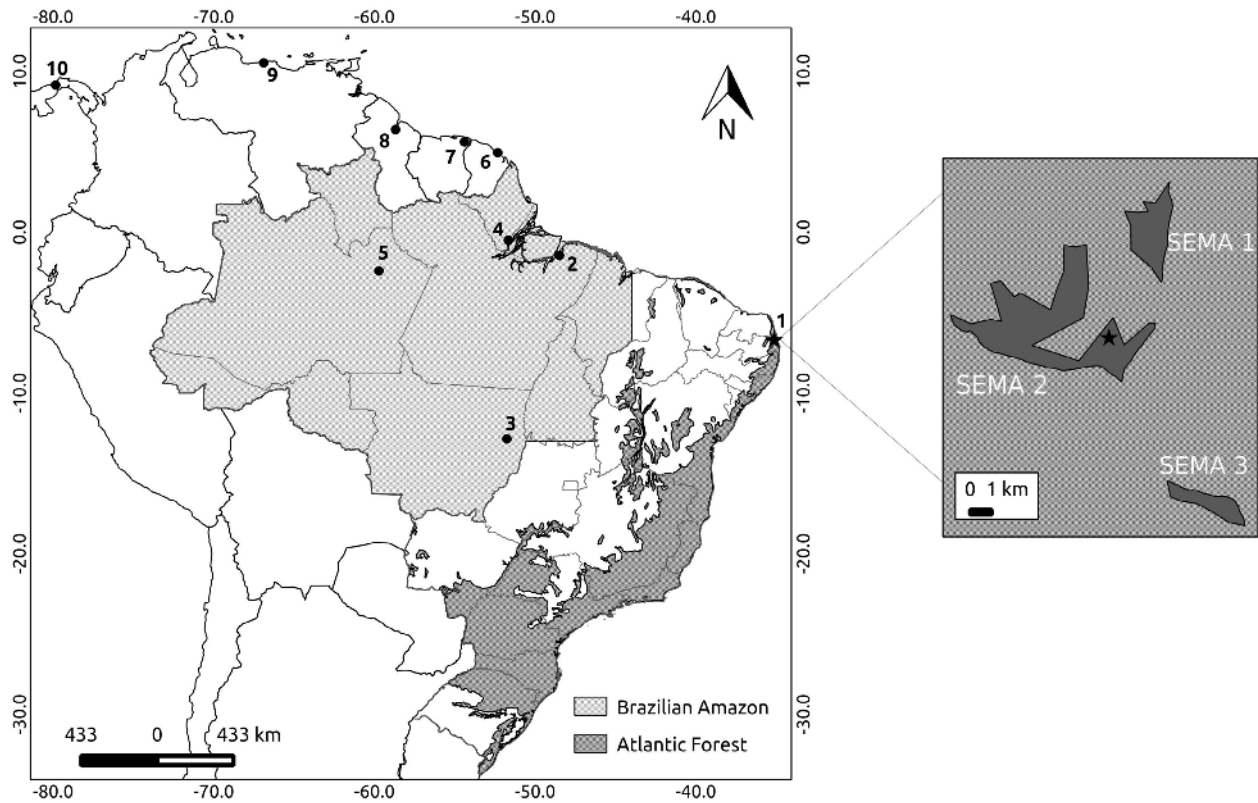 -80.0 -70.0 -60.0 -50.0 -40.0
10.0 10.0
10
9
N
8
7
6
0.0 0.0
4
5
2
SEMA 1
1
SEMA 2
-10.0 -10.0
3
SEMA 3
0 1 km
-20.0 -20.0
-30.0 -30.0
Brazilian Amazon
433 0 433 km
Atlantic Forest
-80.0 -70.0 -60.0 -50.0 -40.0